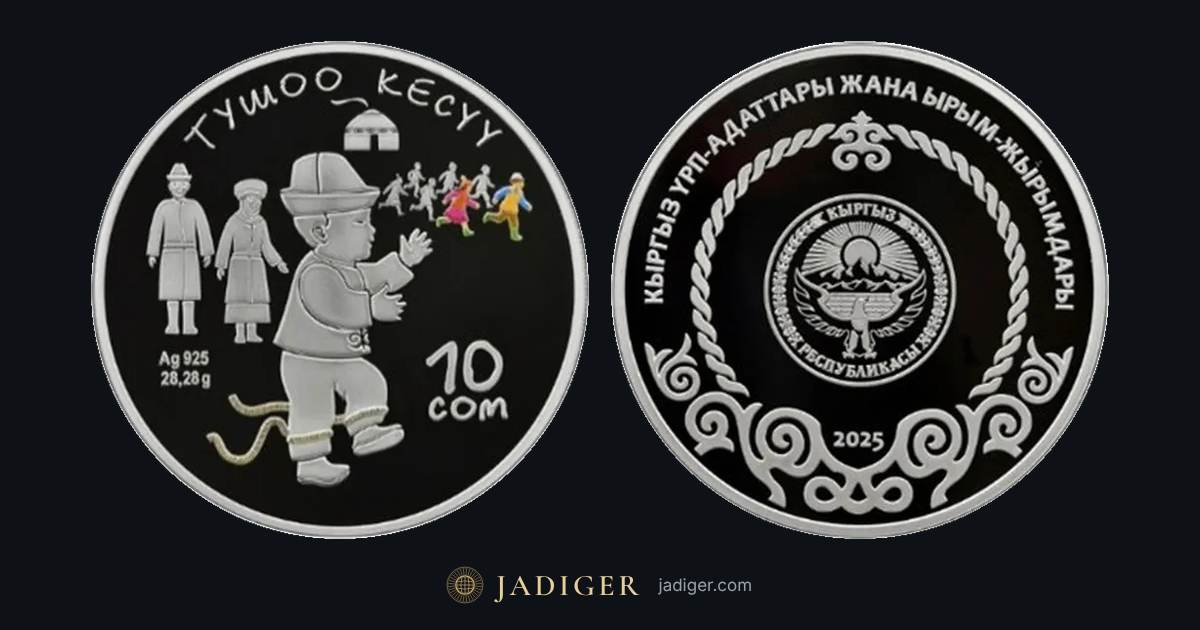 ТУШОО КЕСҮҮ
Ag 925
28,28 g
10
сом
КЫРГЫЗ ҮРП-АДАТТАРЫ ЖАНА ЫРЫМ-ЖЫРЫМДАРЫ
КЫРГЫЗ
РЕСПУБЛИКАСЫ
2025
JADIGER
jadiger.com